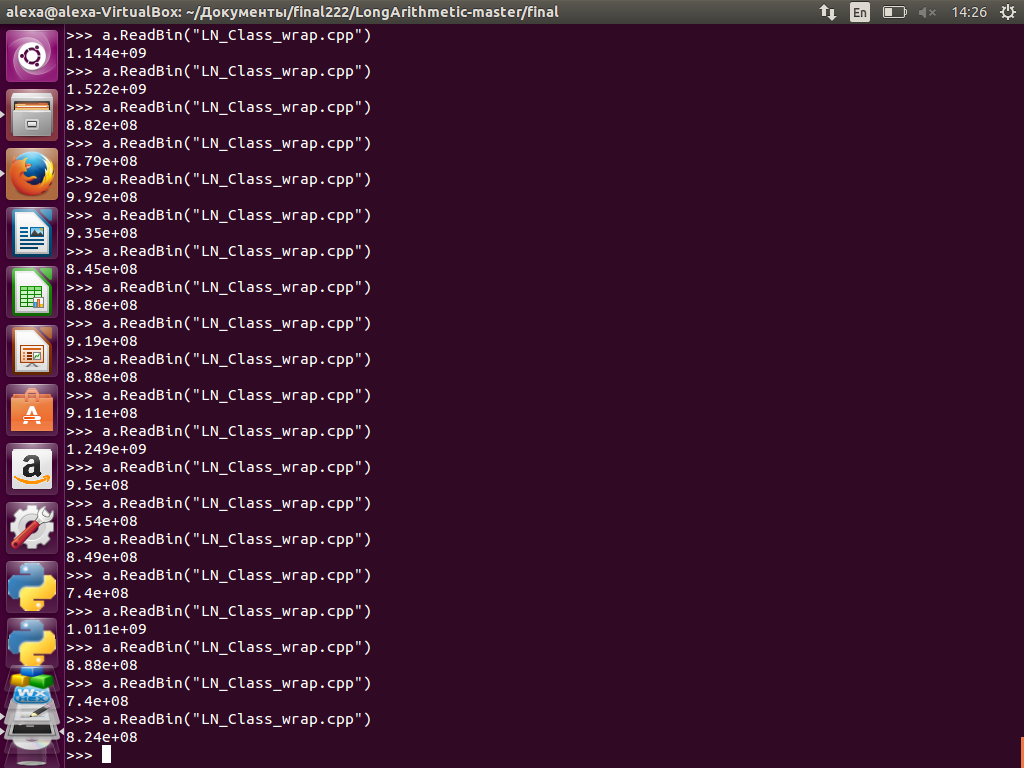 alexa@alexa-VirtualBox: ~/Документы/final222/LongArithmetic-master/final
En
14:26
>>> a.ReadBin("LN_Class_wrap.cpp")
1.144e+09
>>> a.ReadBin("LN_Class_wrap.cpp")
1.522e+09
>>> a.ReadBin("LN_Class_wrap.cpp")
8.82e+08
>>> a.ReadBin("LN_Class_wrap.cpp")
8.79e+08
>>> a.ReadBin("LN_Class_wrap.cpp")
9.92e+08
>>> a.ReadBin("LN_Class_wrap.cpp")
9.35e+08
>>> a.ReadBin("LN_Class_wrap.cpp")
8.45e+08
>>> a.ReadBin("LN_Class_wrap.cpp")
8.86e+08
>>> a.ReadBin("LN_Class_wrap.cpp")
9.19e+08
>>> a.ReadBin("LN_Class_wrap.cpp")
8.88e+08
>>> a.ReadBin("LN_Class_wrap.cpp")
9.11e+08
>>> a.ReadBin("LN_Class_wrap.cpp")
1.249e+09
>>> a.ReadBin("LN_Class_wrap.cpp")
9.5e+08
>>> a.ReadBin("LN_Class_wrap.cpp")
8.54e+08
>>> a.ReadBin("LN_Class_wrap.cpp")
8.49e+08
>>> a.ReadBin("LN_Class_wrap.cpp")
7.4e+08
>>> a.ReadBin("LN_Class_wrap.cpp")
1.011e+09
>>> a.ReadBin("LN_Class_wrap.cpp")
8.88e+08
>>> a.ReadBin("LN_Class_wrap.cpp")
7.4e+08
>>> a.ReadBin("LN_Class_wrap.cpp")
8.24e+08
>>>